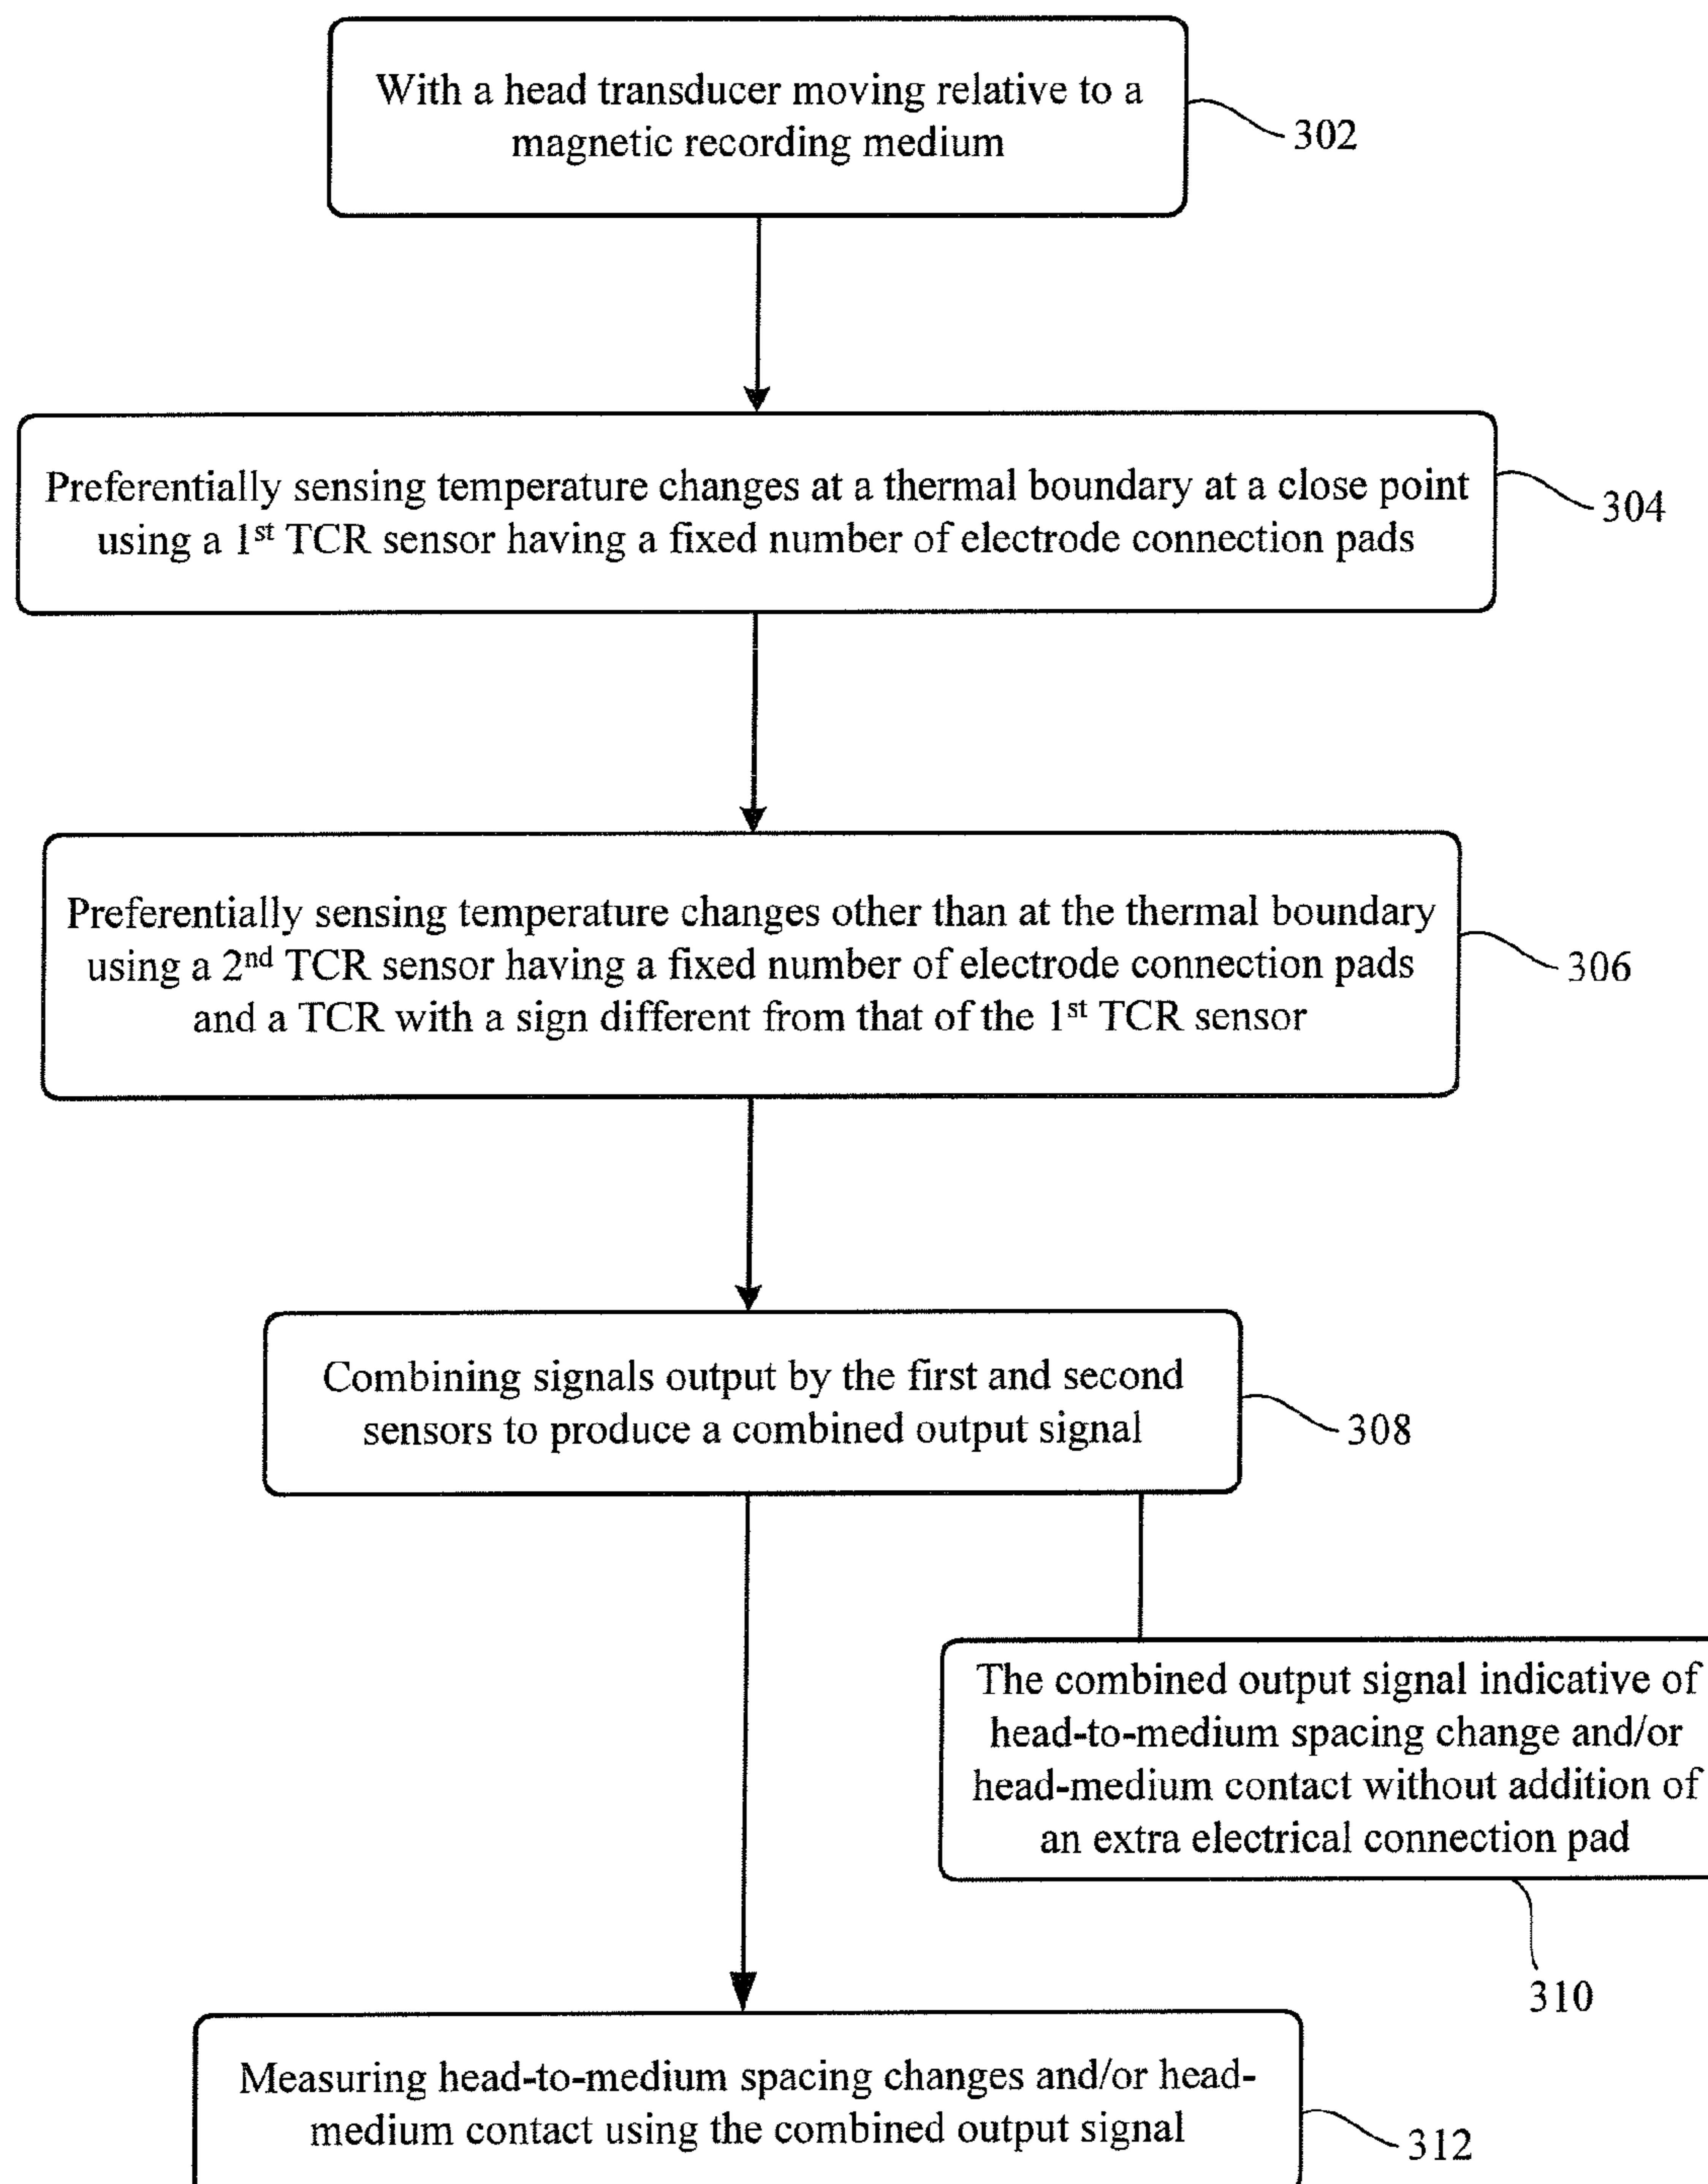 With a head transducer moving relative to a
magnetic recording medium
302
Preferentially sensing temperature changes at a thermal boundary at a close point
using a 1st TCR sensor having a fixed number of electrode connection pads
304
Preferentially sensing temperature changes other than at the thermal boundary
using a 2nd TCR sensor having a fixed number of electrode connection pads
and a TCR with a sign different from that of the 1st TCR sensor
306
Combining signals output by the first and second
sensors to produce a combined output signal
308
The combined output signal indicative of
head-to-medium spacing change and/or
head-medium contact without addition of
an extra electrical connection pad
310
Measuring head-to-medium spacing changes and/or head-
medium contact using the combined output signal
312